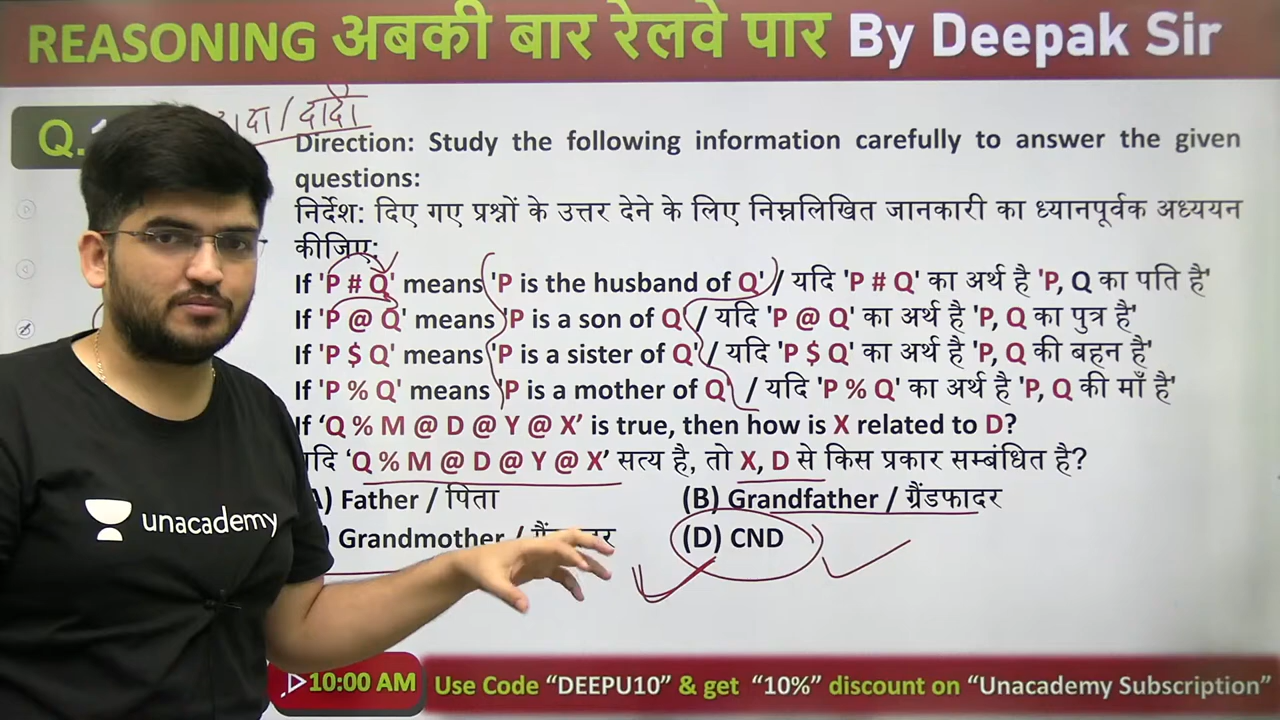 REASONING अबकी बार रेलवे पार By Deepak Sir
Q.
दादी
Direction: Study the following information carefully to answer the given
questions:
निर्देश: दिए गए प्रश्नों के उत्तर देने के लिए निम्नलिखित जानकारी का ध्यानपूर्वक अध्ययन
कीजिए:
If 'P # Q' means 'P is the husband of Q' / यदि 'P # Q' का अर्थ है 'P, Q का पति है'
If 'P @ Q' means 'P is a son of Q' / यदि 'P @ Q' का अर्थ है 'P, Q का पुत्र है'
If 'P $ Q' means 'P is a sister of Q' / यदि 'P $ Q' का अर्थ है 'P, Q की बहन है'
If 'P % Q' means 'P is a mother of Q' / यदि 'P % Q' का अर्थ है 'P, Q की माँ है'
If ‘Q % M @ D @ Y @ X’ is true, then how is X related to D?
यदि ‘Q % M @ D @ Y @ X’ सत्य है, तो X, D से किस प्रकार सम्बंधित है?
A) Father / पिता
(B) Grandfather / ग्रैंडफादर
Grandmother /
(D) CND
unacademy
10:00 AM
Use Code “DEEPU10” & get “10%” discount on “Unacademy Subscription”